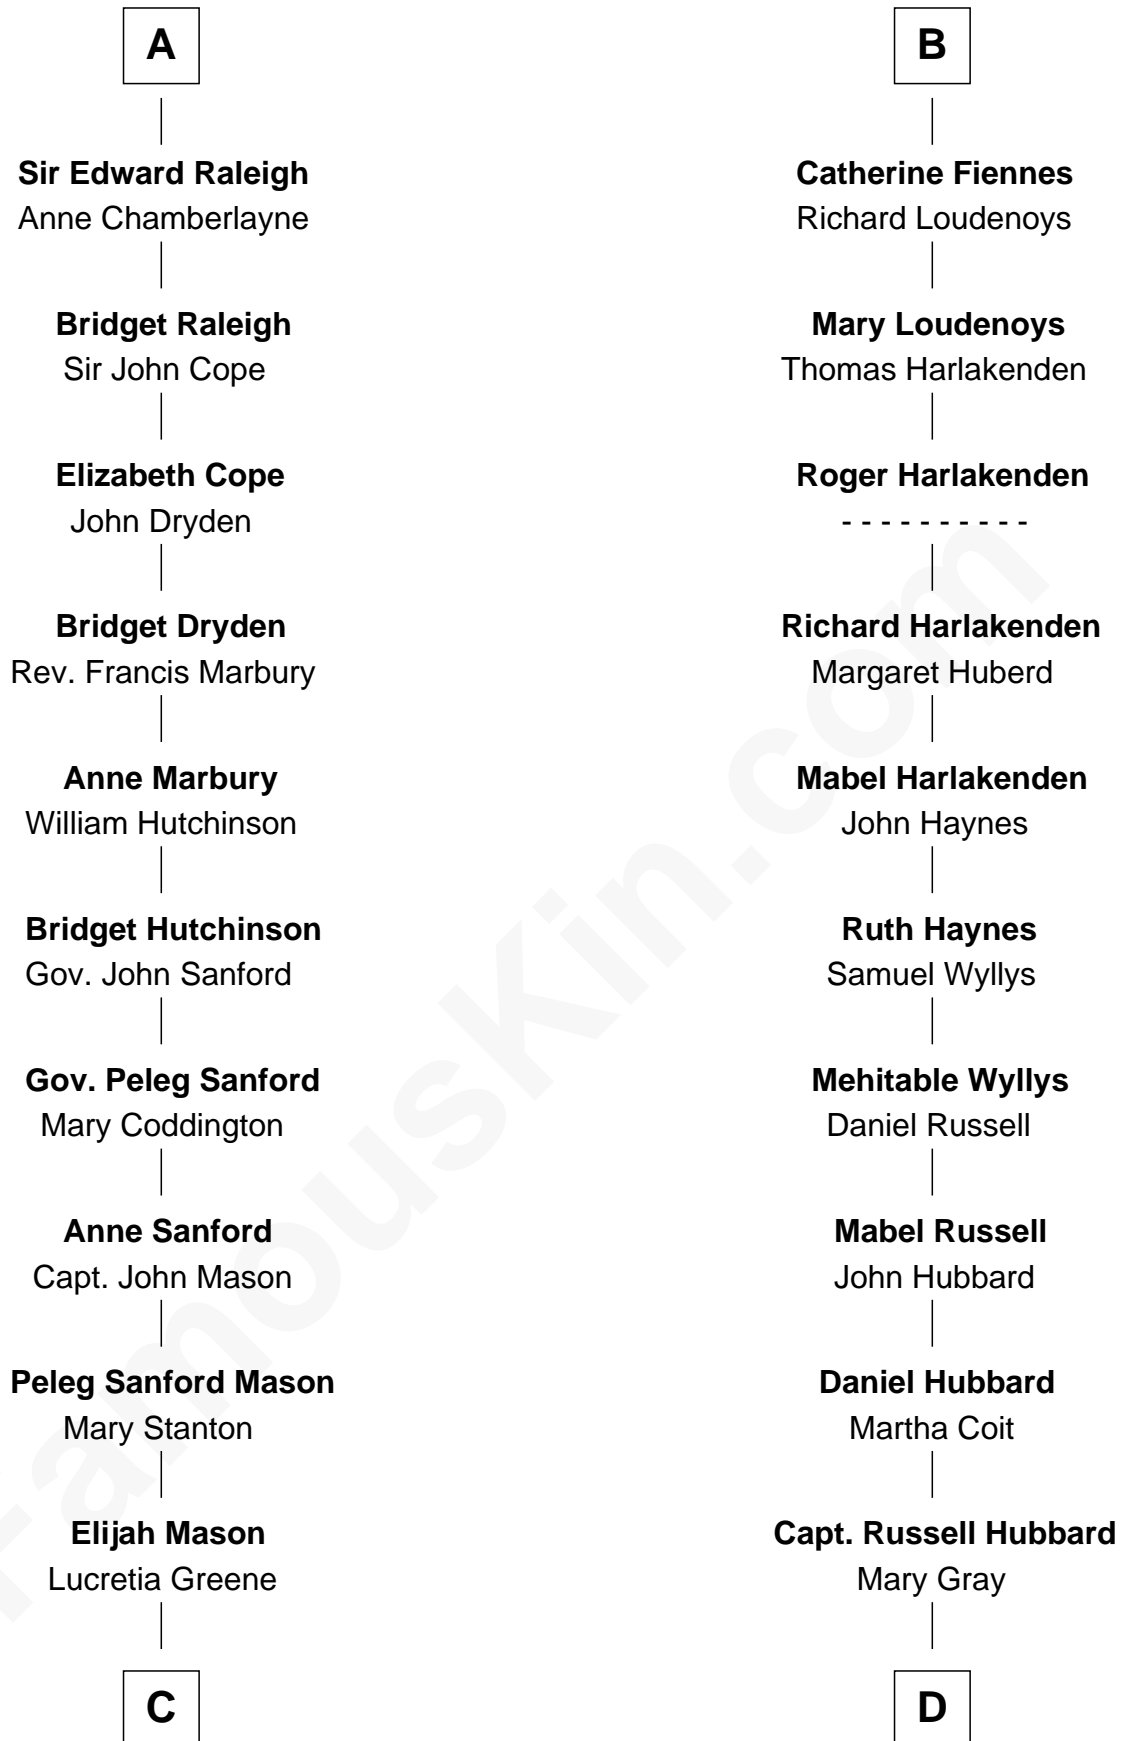 A
Sir Edward Raleigh
Anne Chamberlayne
Bridget Raleigh
Sir John Cope
Elizabeth Cope
John Dryden
Bridget Dryden
Rev. Francis Marbury
Anne Marbury
William Hutchinson
Bridget Hutchinson
Gov. John Sanford
Gov. Peleg Sanford
Mary Coddington
Anne Sanford
Capt. John Mason
Peleg Sanford Mason
Mary Stanton
Elijah Mason
Lucretia Greene
C
B
Catherine Fiennes
Richard Loudenoys
Mary Loudenoys
Thomas Harlakenden
Roger Harlakenden
- - - - - - - - - -
Richard Harlakenden
Margaret Huberd
Mabel Harlakenden
John Haynes
Ruth Haynes
Samuel Wyllys
Mehitable Wyllys
Daniel Russell
Mabel Russell
John Hubbard
Daniel Hubbard
Martha Coit
Capt. Russell Hubbard
Mary Gray
D
FamousKin.com